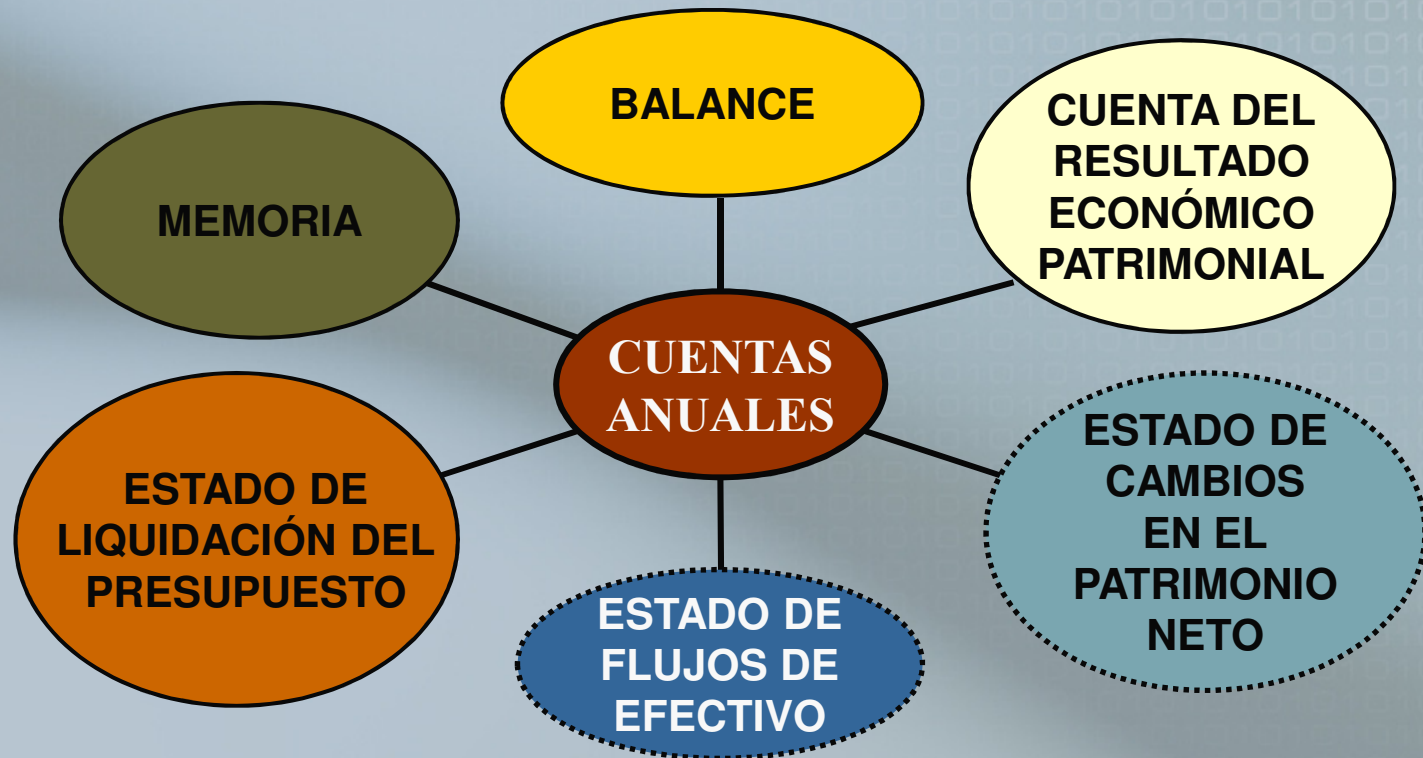 BALANCE
CUENTA DEL
RESULTADO
ECONÓMICO
PATRIMONIAL
MEMORIA
CUENTAS
ANUALES
ESTADO DE
CAMBIOS
EN EL
PATRIMONIO
NETO
ESTADO DE
LIQUIDACIÓN DEL
PRESUPUESTO
ESTADO DE
FLUJOS DE
EFECTIVO